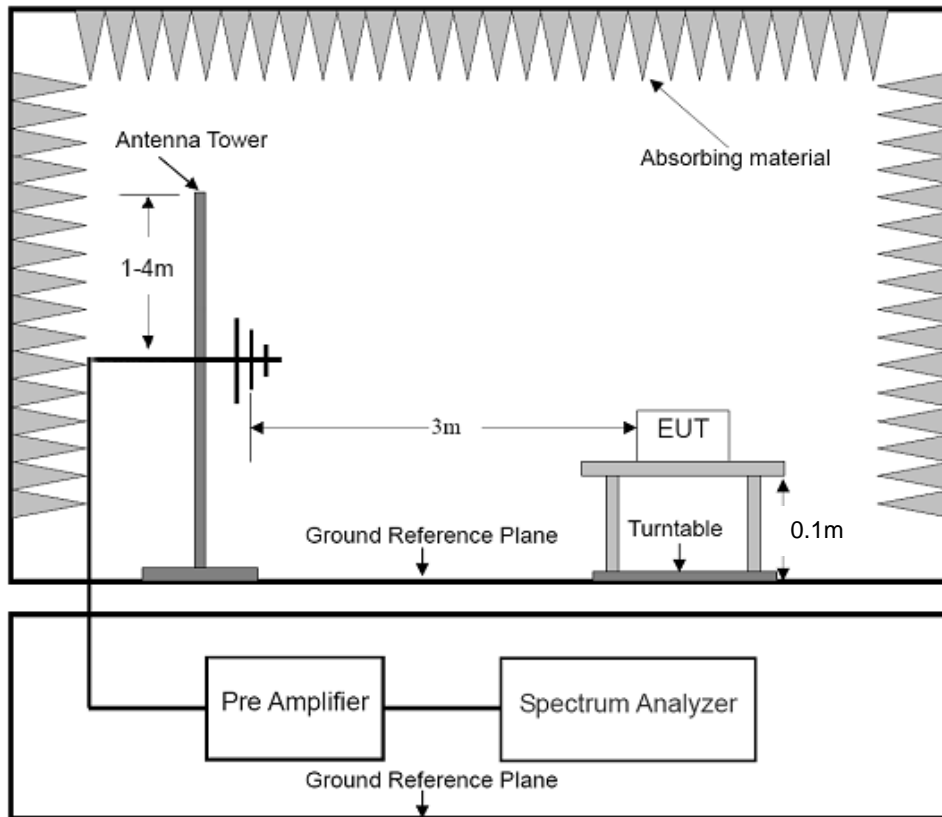 Antenna Tower
Absorbing material
1-4m
3m
EUT
0.1m
Turntable
Ground Reference Plane
Pre Amplifier
Spectrum Analyzer
Ground Reference Plane